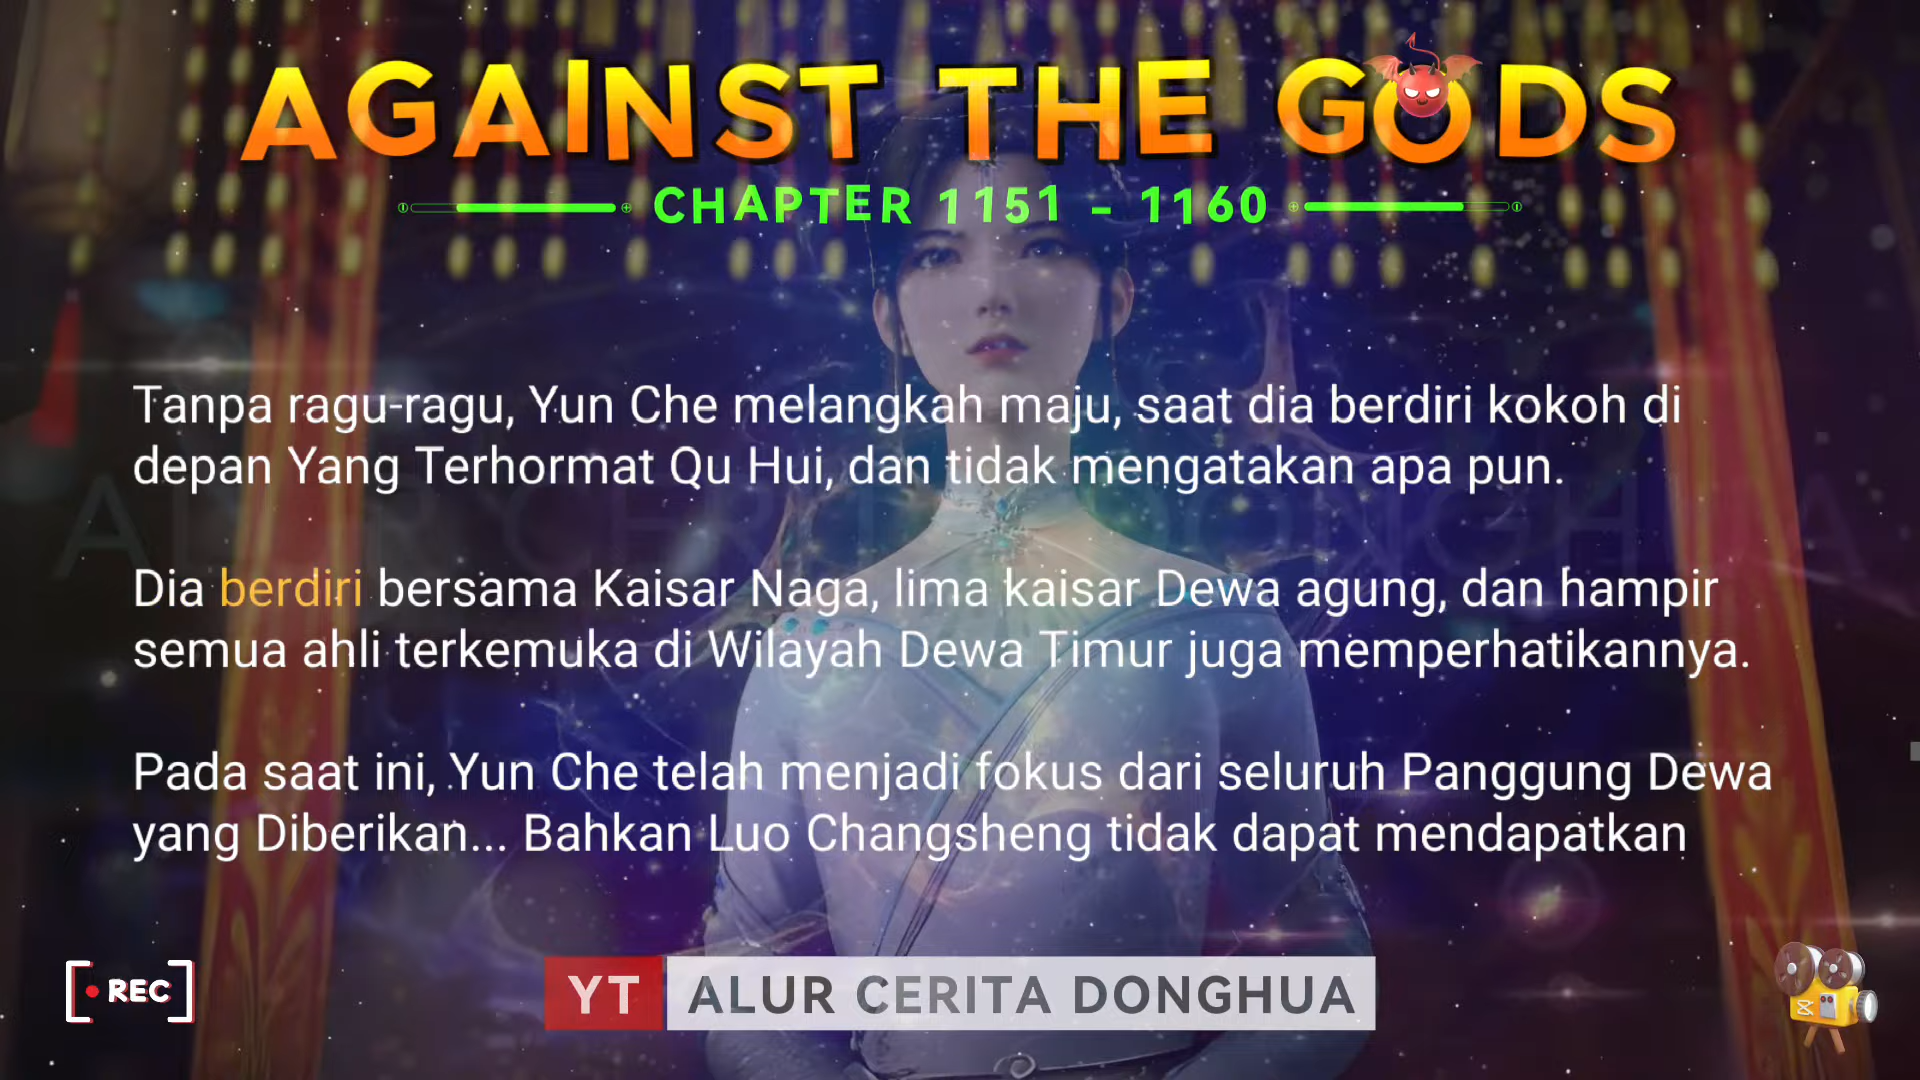 AGAINST THE GODS
CHAPTER 1151 - 1160
Tanpa ragu-ragu, Yun Che melangkah maju, saat dia berdiri kokoh di
depan Yang Terhormat Qu Hui, dan tidak mengatakan apa pun.
Dia berdiri bersama Kaisar Naga, lima kaisar Dewa agung, dan hampir
semua ahli terkemuka di Wilayah Dewa Timur juga memperhatikannya.
Pada saat ini, Yun Che telah menjadi fokus dari seluruh Panggung Dewa
yang Diberikan... Bahkan Luo Changsheng tidak dapat mendapatkan
ALUR CERITA DONGHUA
REC
YT ALUR CERITA DONGHUA